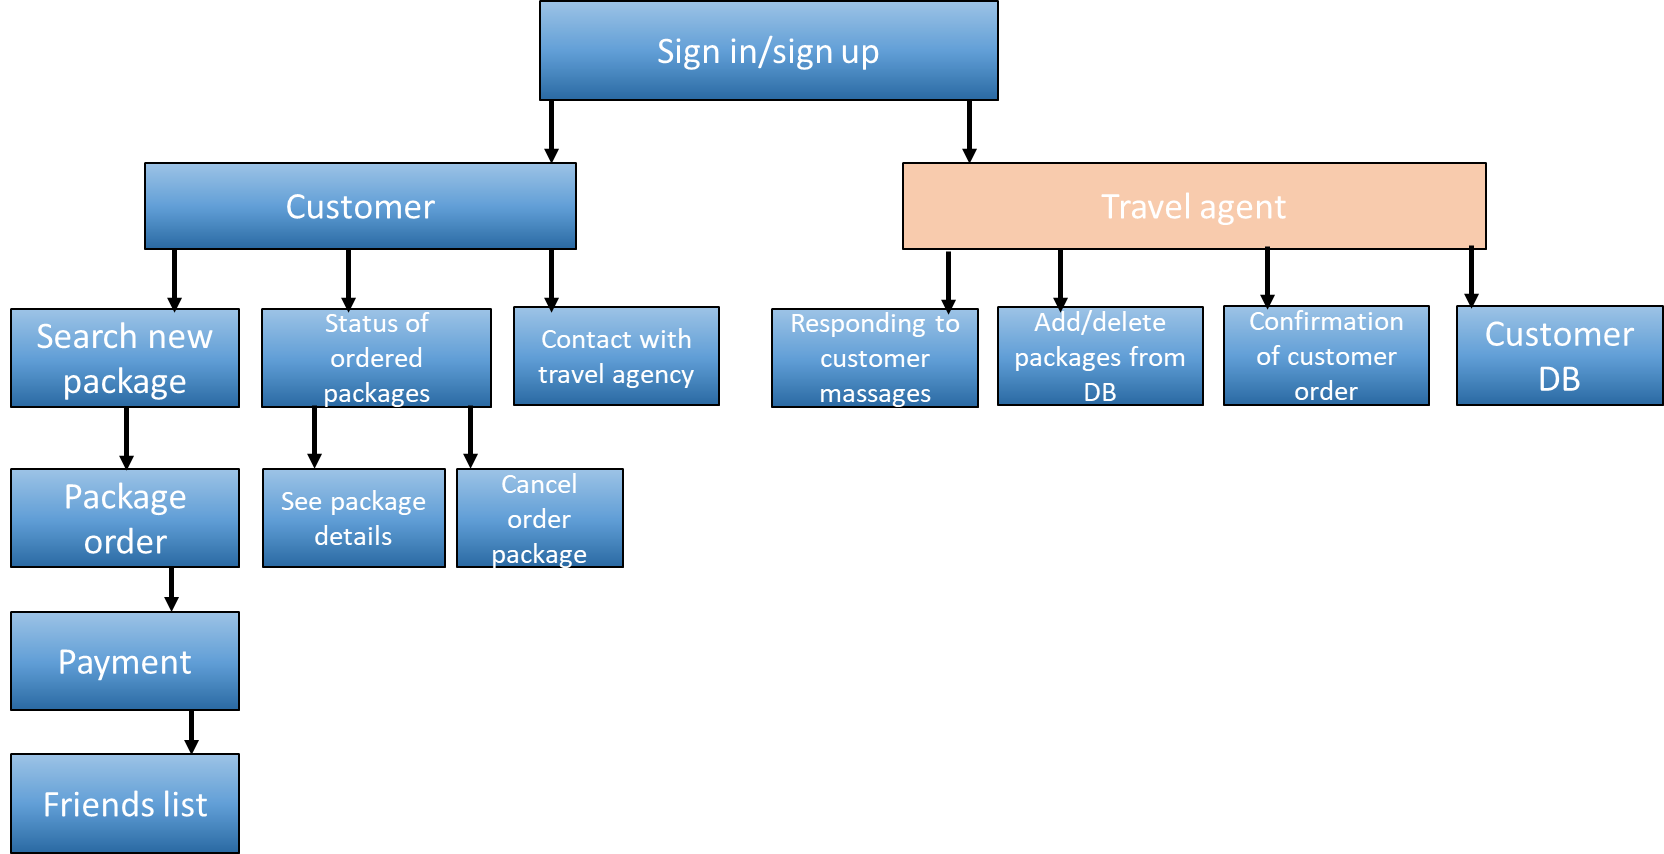 Sign in/sign up
Customer
Travel agent
Search new
package
Status of
ordered
packages
Contact with
travel agency
Responding to
customer
massages
Add/delete
packages from
DB
Confirmation
of customer
order
Customer
DB
Package
order
See package
details
Cancel
order
package
Payment
Friends list